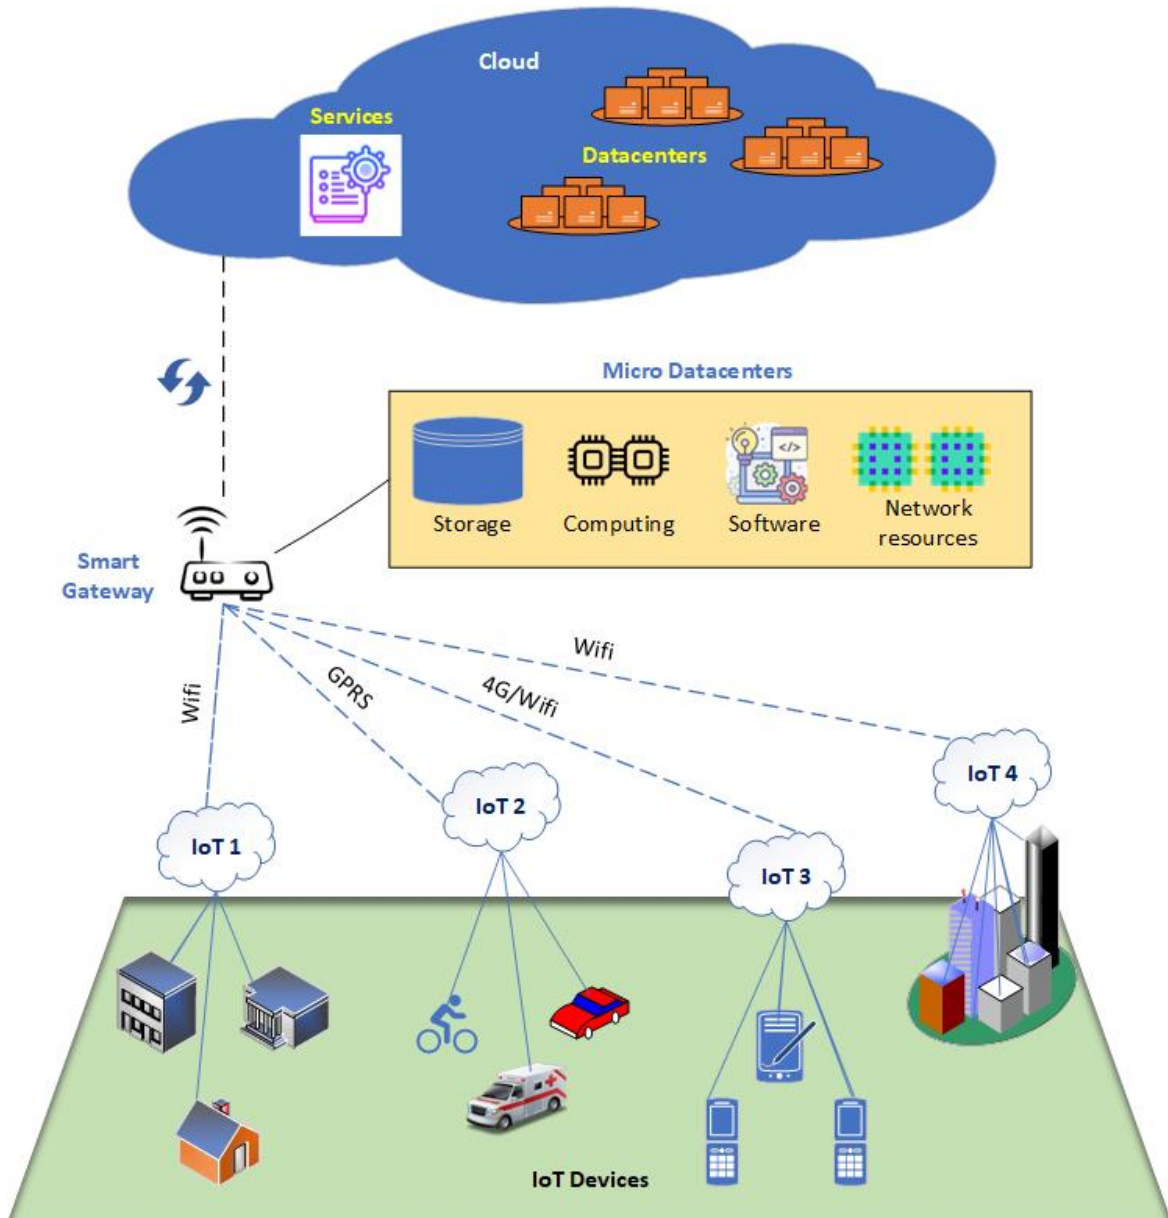 Cloud
Services
Datacenters
Micro Datacenters
Storage
Computing
Software
Network
resources
Smart
Gateway
Wifi
GPRS
4G/Wifi
Wifi
IoT 1
IoT 2
IoT 3
IoT 4
IoT Devices